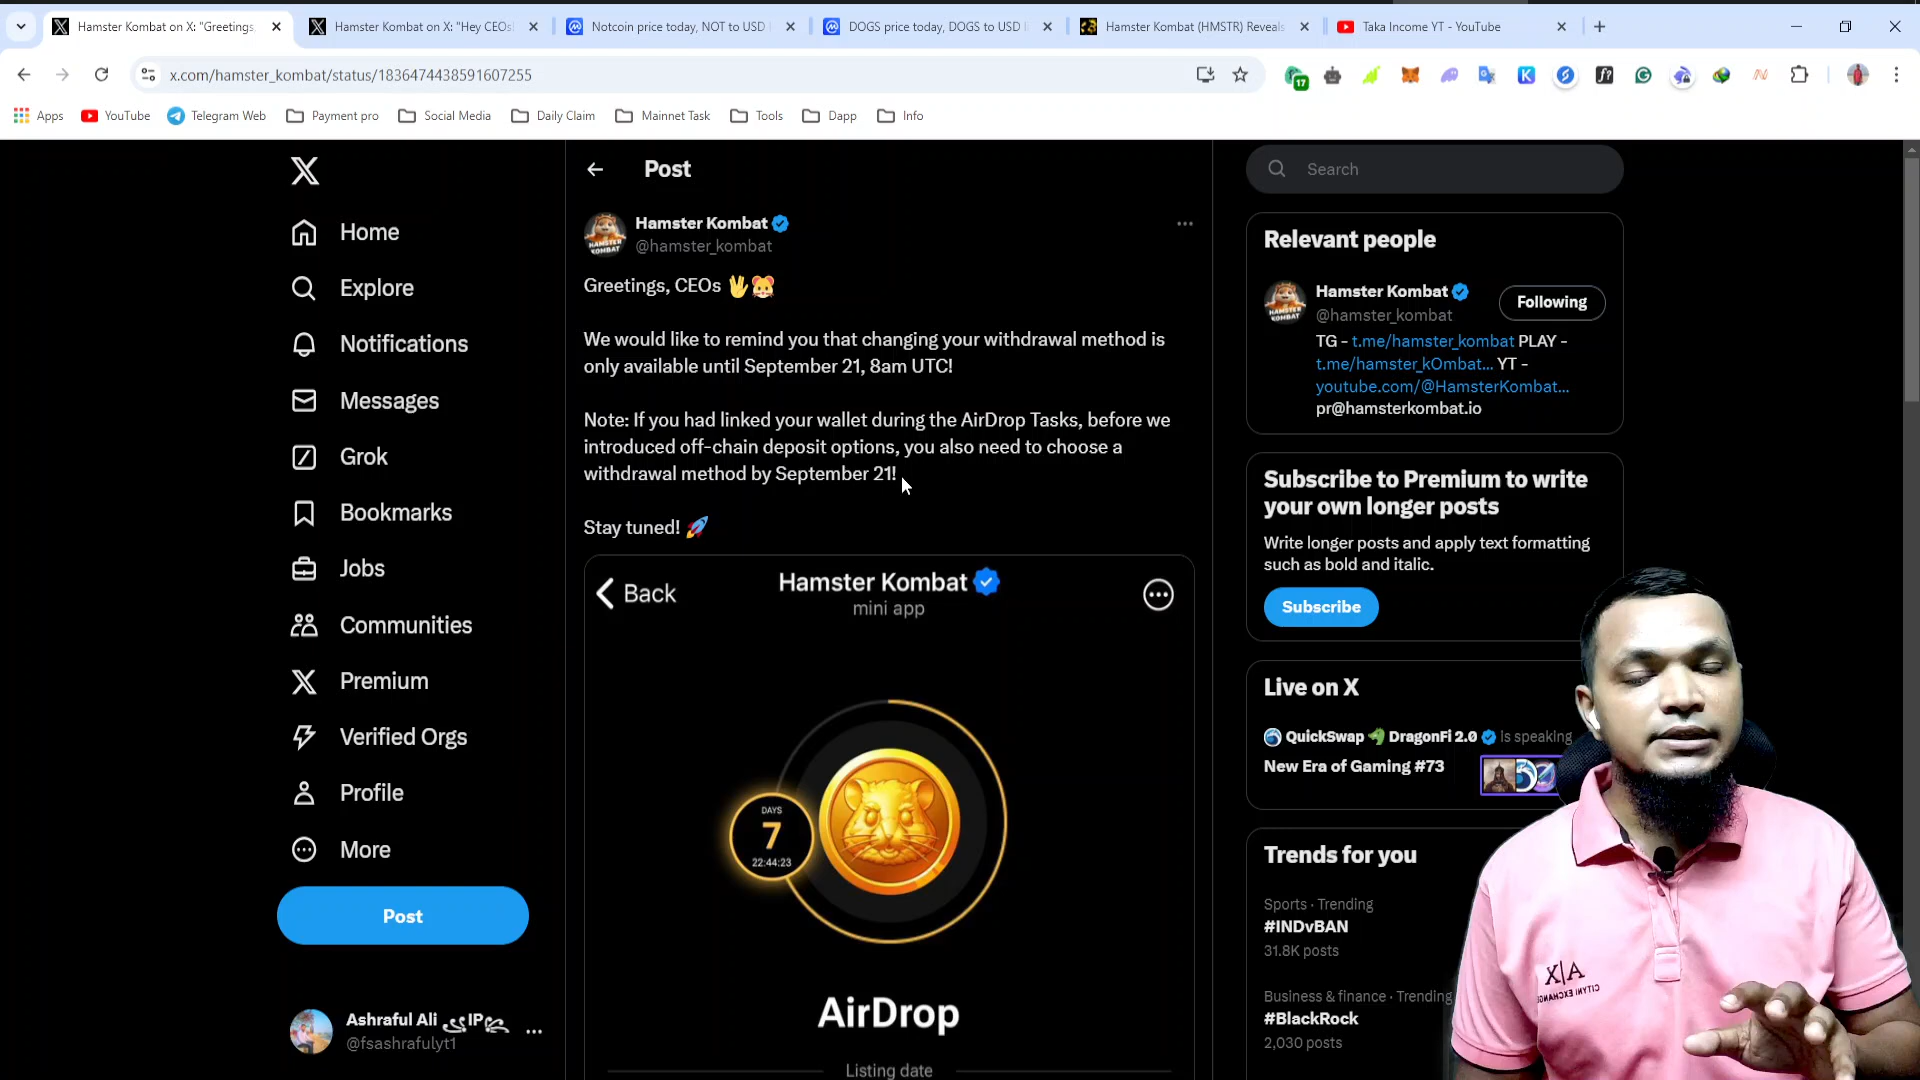 Hamster Kombat on X: "Greetings,
Hamster Kombat on X: "Hey CEOs!
Notcoin price today, NOT to USD l
DOGS price today, DOGS to USD li
Hamster Kombat (HMSTR) Reveals
Taka Income YT - YouTube
x.com/hamster_kombat/status/1836474438591607255
17
Apps
YouTube
Telegram Web
Payment pro
Social Media
Daily Claim
Mainnet Task
Tools
Dapp
Info
Home
Explore
Notifications
Messages
Grok
Bookmarks
Jobs
Communities
Premium
Verified Orgs
Profile
More
Post
Ashraful Ali
IP
@fsashrafulyt1
Post
Hamster Kombat
@hamster_kombat
Greetings, CEOs 🖖🐹
We would like to remind you that changing your withdrawal method is
only available until September 21, 8am UTC!
Note: If you had linked your wallet during the AirDrop Tasks, before we
introduced off-chain deposit options, you also need to choose a
withdrawal method by September 21!
Stay tuned! 🚀
Back
Hamster Kombat
mini app
DAYS
7
22:44:23
AirDrop
Listing date
Search
Relevant people
Hamster Kombat
@hamster_kombat
Following
TG - t.me/hamster_kombat PLAY -
t.me/hamster_kOmbat... YT -
youtube.com/@HamsterKombat...
pr@hamsterkombat.io
Subscribe to Premium to write
your own longer posts
Write longer posts and apply text formatting
such as bold and italic.
Subscribe
Live on X
QuickSwap 🐉 DragonFi 2.0 is speaking
New Era of Gaming #73
Trends for you
Sports · Trending
#INDvBAN
31.8K posts
Business & finance · Trending
#BlackRock
2,030 posts
A|X